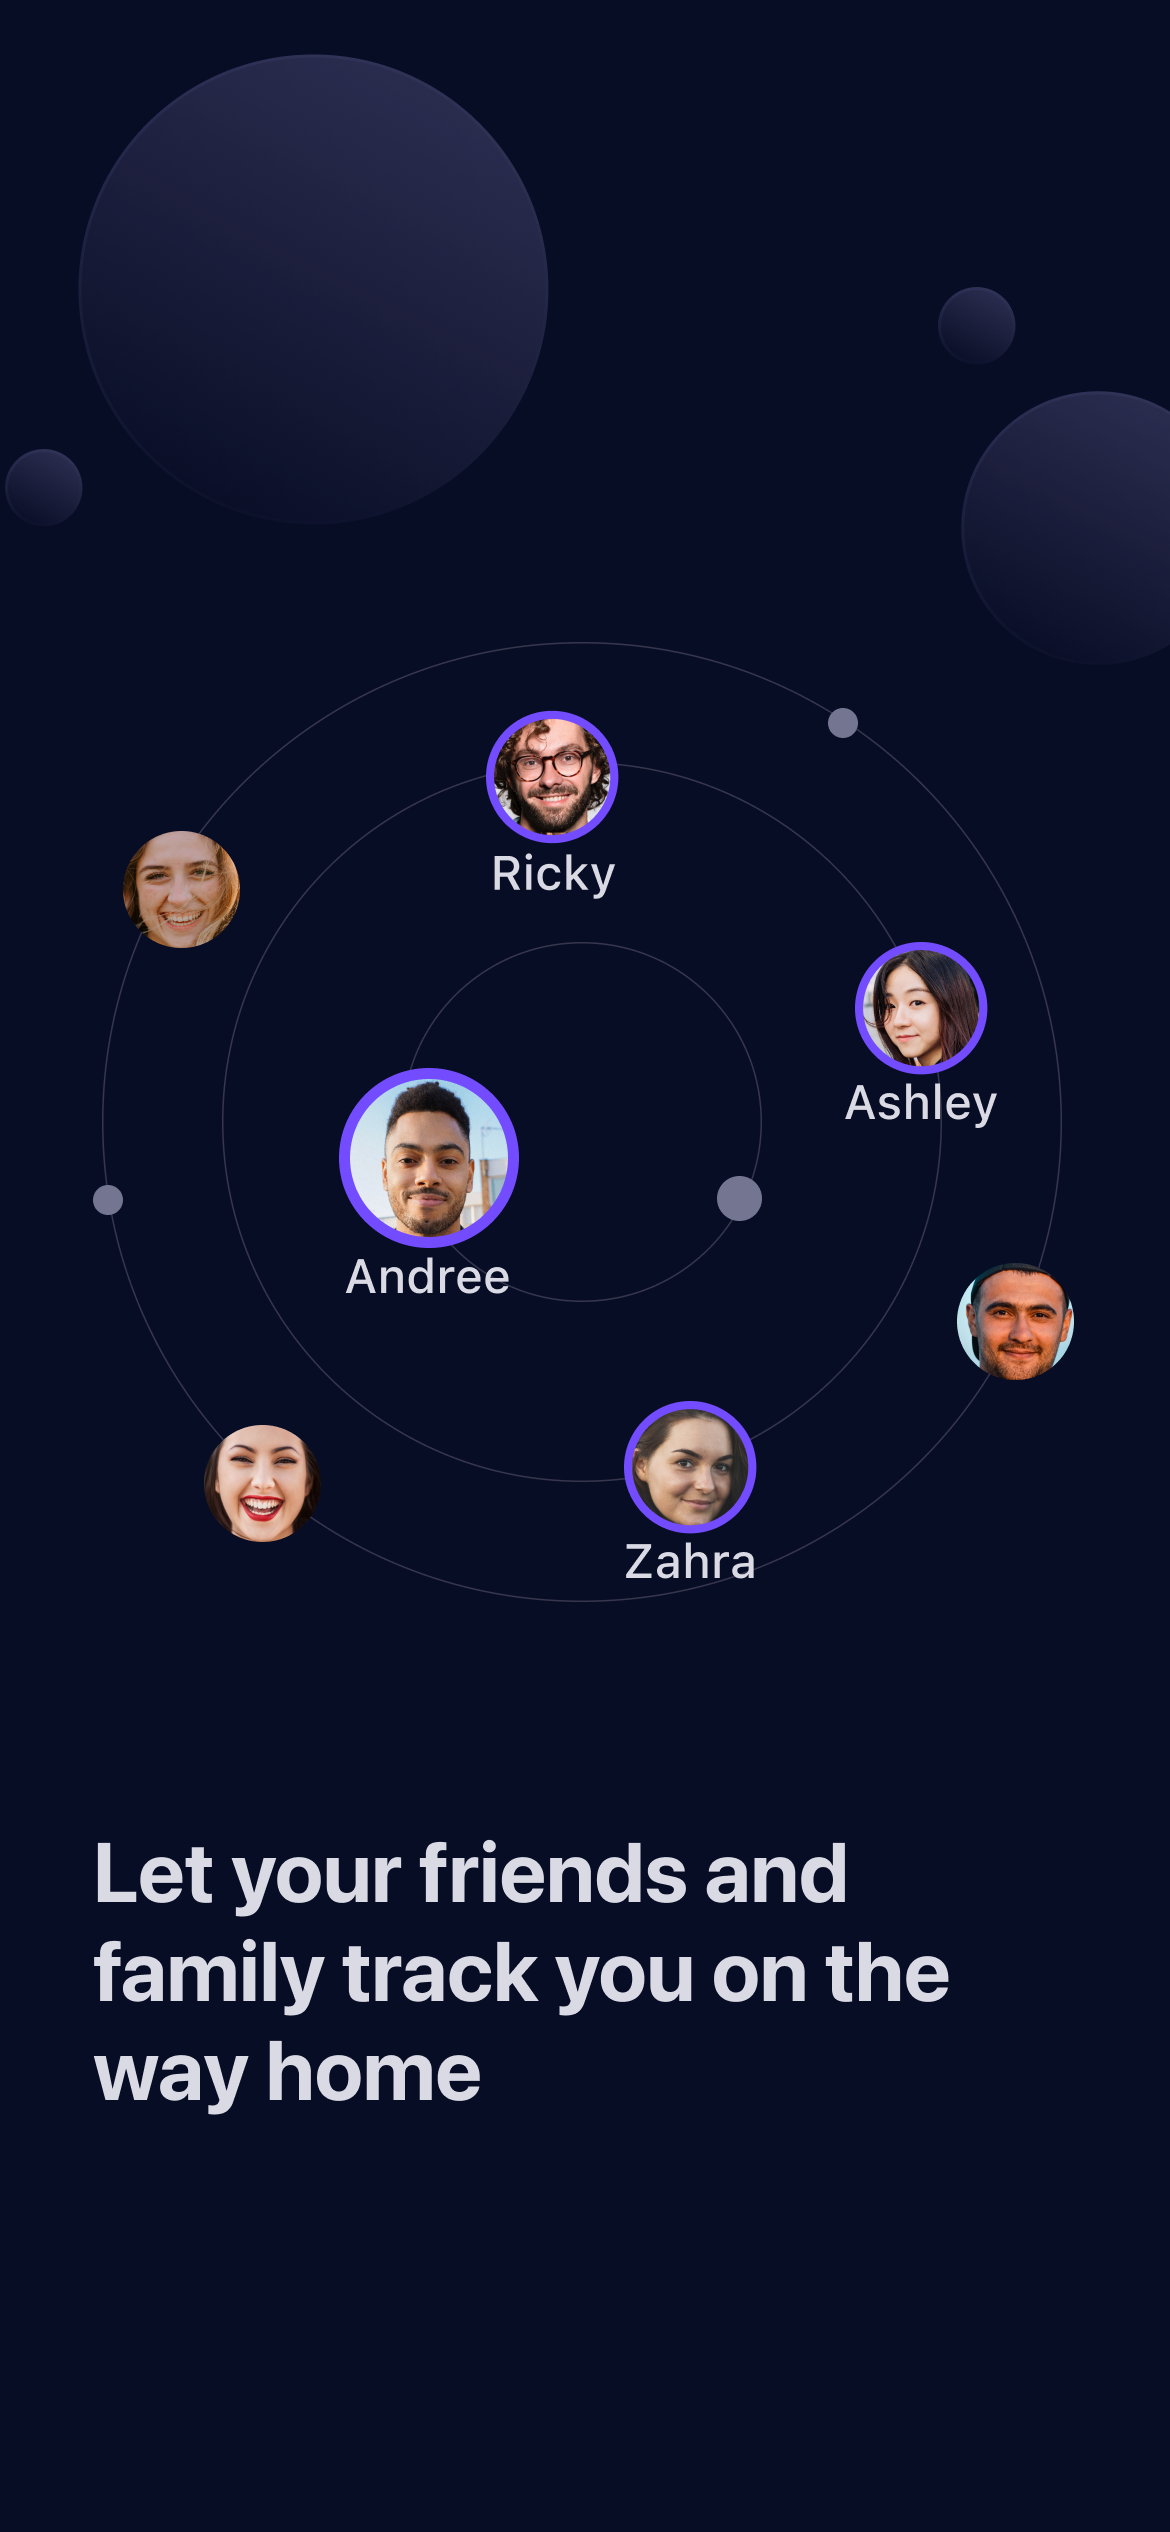 Ricky
Ashley
Andree
Zahra
Let your friends and
family track you on the
way home